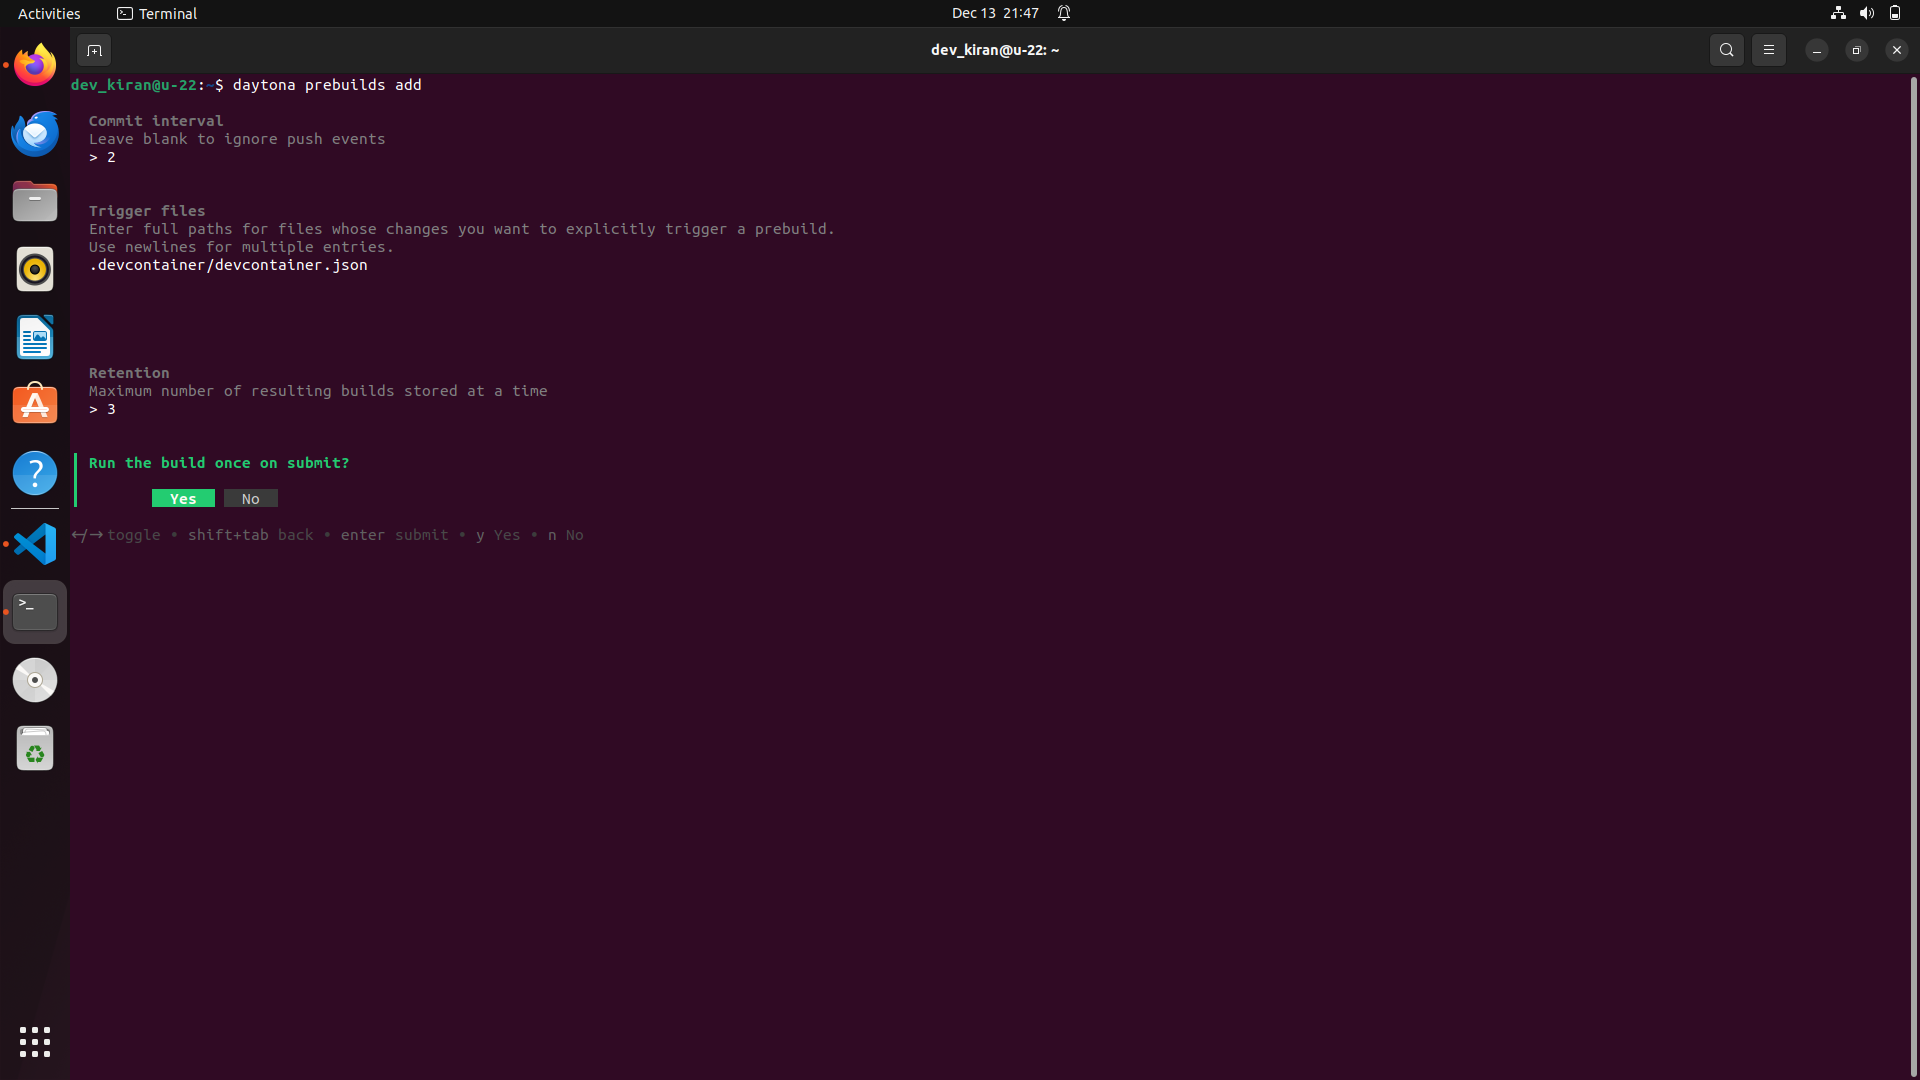 Activities Terminal Dec 13 21:47
dev_kiran@u-22: ~
dev_kiran@u-22:~$ daytona prebuilds add
Commit interval
Leave blank to ignore push events
> 2
Trigger files
Enter full paths for files whose changes you want to explicitly trigger a prebuild.
Use newlines for multiple entries.
.devcontainer/devcontainer.json
Retention
Maximum number of resulting builds stored at a time
> 3
Run the build once on submit?
Yes No
←/→ toggle • shift+tab back • enter submit • y Yes • n No